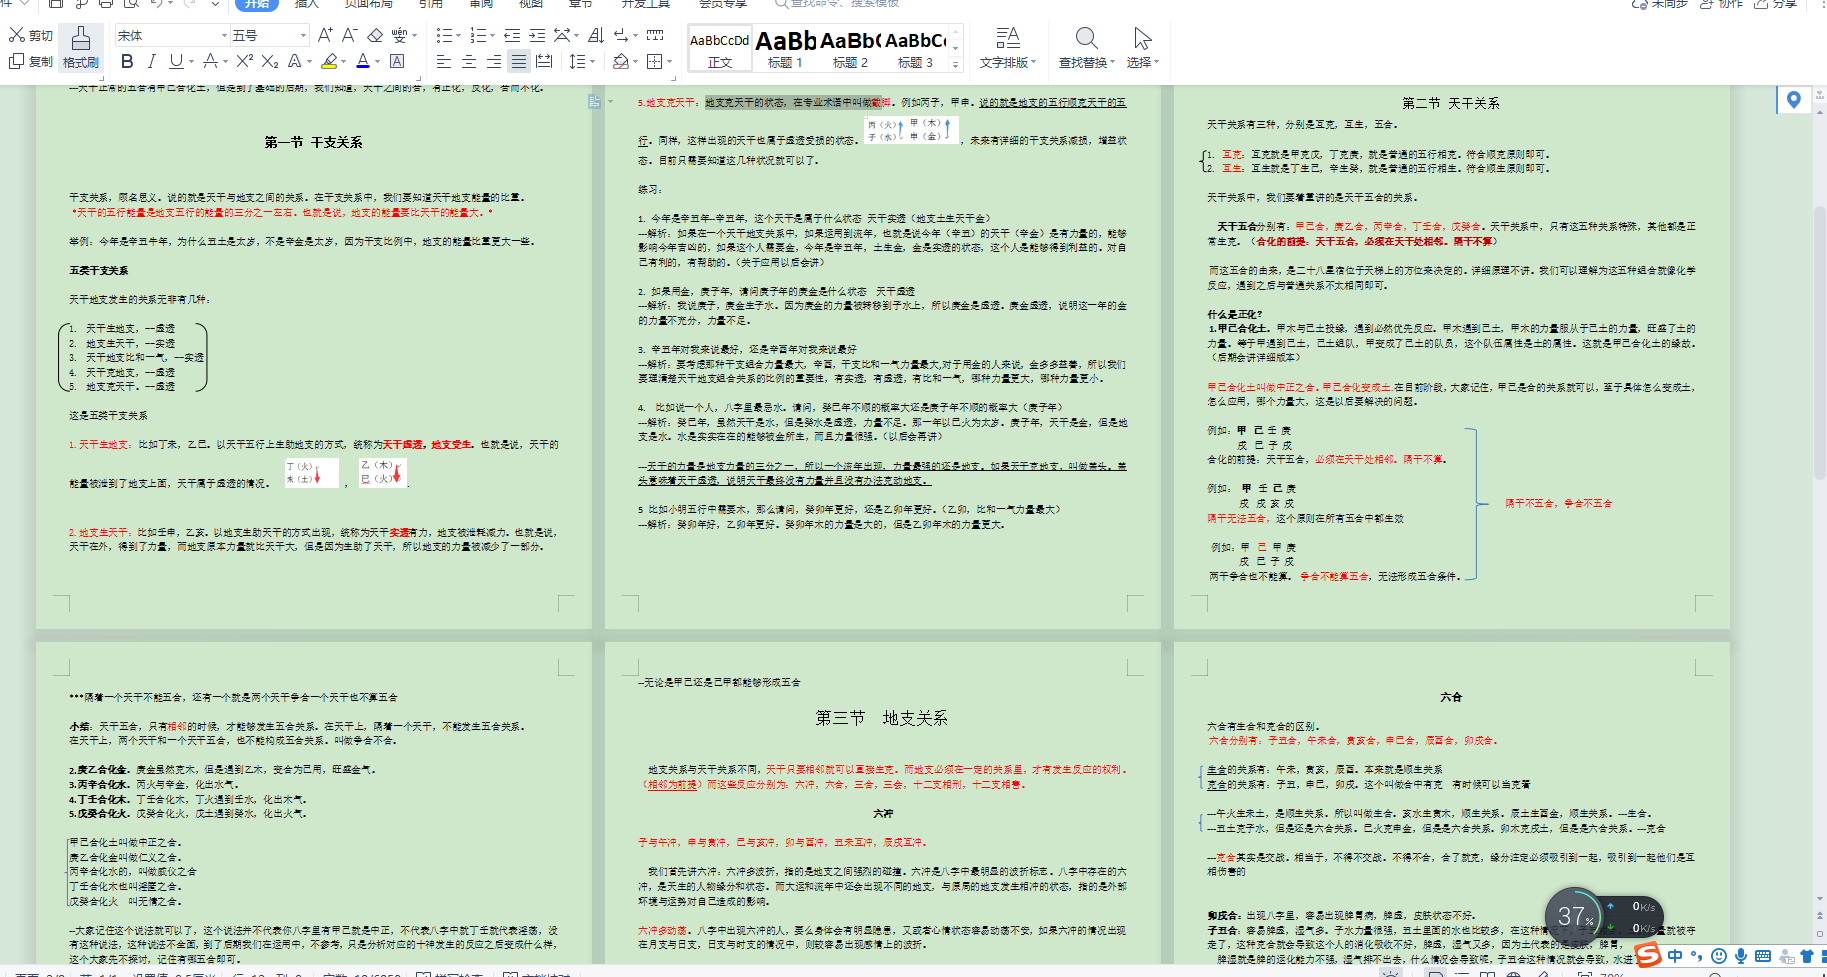 开始 插入 页面布局 引用 审阅 视图 章节 开发工具 会员专享 查找命令、搜索模板 未同步 协作 分享
剪切 格式刷 宋体 五号
复制
AaBbCcDd AaBb AaBb( AaBbC
正文 标题 1 标题 2 标题 3 文字排版 查找替换 选择
---天干正常的五合有甲己合化土，但是到了基础的后期，我们知道，天干之间的合，有正化，反化，合而不化。
第一节 干支关系
干支关系，顾名思义。说的就是天干与地支之间的关系。在干支关系中，我们要知道天干地支能量的比重。
*天干的五行能量是地支五行的能量的三分之一左右。也就是说，地支的能量要比天干的能量大。*
举例：今年是辛丑牛年，为什么丑土是太岁，不是辛金是太岁，因为干支比例中，地支的能量比重更大一些。
五类干支关系
天干地支发生的关系无非有几种：
1. 天干生地支，--虚透
2. 地支生天干，--实透
3. 天干地支比和一气，--实透
4. 天干克地支，--虚透
5. 地支克天干。--虚透
这是五类干支关系
1. 天干生地支：比如丁未，乙巳。以天干五行上生助地支的方式，统称为天干虚透，地支受生。也就是说，天干的
能量被泄到了地支上面，天干属于虚透的情况。 丁（火） 未（土） ， 乙（木） 巳（火） .
2. 地支生天干：比如壬申，乙亥。以地支生助天干的方式出现，统称为天干实透有力，地支被泄耗减力。也就是说，
天干在外，得到了力量，而地支原本力量就比天干大，但是因为生助了天干，所以地支的力量被减少了一部分。
5.地支克天干：地支克天干的状态，在专业术语中叫做截脚。例如丙子，甲申。说的就是地支的五行顺克天干的五
行。同样，这样出现的天干也属于虚透受损的状态。 丙（火） 子（水） 甲（木） 申（金） ，未来有详细的干支关系减损，增益状
态。目前只需要知道这几种状况就可以了。
练习：
1. 今年是辛丑年--辛丑年，这个天干是属于什么状态 天干实透（地支土生天干金）
--解析：如果在一个天干地支关系中，如果运用到流年，也就是说今年（辛丑）的天干（辛金）是有力量的，能够
影响今年吉凶的，如果这个人需要金，今年是辛丑年，土生金，金是实透的状态，这个人是能够得到利益的。对自
己有利的，有帮助的。（关于应用以后会讲）
2. 如果用金，庚子年，请问庚子年的庚金是什么状态 天干虚透
--解析：我说庚子，庚金生子水。因为庚金的力量被转移到子水上，所以庚金是虚透。庚金虚透，说明这一年的金
的力量不充分，力量不足。
3. 辛丑年对我来说最好，还是辛酉年对我来说最好
--解析：要考虑那种干支组合力量最大，辛酉，干支比和一气力量最大,对于用金的人来说，金多多益善，所以我们
要理清楚天干地支组合关系的比例的重要性，有实透，有虚透，有比和一气，哪种力量更大，哪种力量更小。
4. 比如说一个人，八字里最忌水。请问，癸巳年不顺的概率大还是庚子年不顺的概率大（庚子年）
--解析：癸巳年，虽然天干是水，但是癸水是虚透，力量不足。那一年以巳火为太岁。庚子年，天干是金，但是地
支是水。水是实实在在的能够被金所生，而且力量很强。（以后会再讲）
---天干的力量是地支力量的三分之一，所以一个流年出现，力量最强的还是地支，如果天干克地支，叫做盖头。盖
头意味着天干虚透，说明天干最终没有力量并且没有办法克动地支。
5 比如小明五行中需要木，那么请问，癸卯年更好，还是乙卯年更好。（乙卯，比和一气力量最大）
--解析：癸卯年好，乙卯年更好。癸卯年木的力量是大的，但是乙卯年木的力量更大。
第二节 天干关系
天干关系有三种，分别是互克，互生，五合。
1. 互克：互克就是甲克戊，丁克庚，就是普通的五行相克。符合顺克原则即可。
2. 互生：互生就是丁生己，辛生癸，就是普通的五行相生。符合顺生原则即可。
天干关系中，我们要着重讲的是天干五合的关系。
天干五合分别有：甲己合，庚乙合，丙辛合，丁壬合，戊癸合。天干关系中，只有这五种关系特殊，其他都是正
常生克。（合化的前提：天干五合，必须在天干处相邻。隔干不算）
而这五合的由来，是二十八星宿位于天梯上的方位来决定的。详细原理不讲。我们可以理解为这五种组合就像化学
反应，遇到之后与普通关系不太相同即可。
什么是正化？
1.甲己合化土。甲木与己土投缘，遇到必然优先反应。甲木遇到己土，甲木的力量服从于己土的力量，旺盛了土的
力量。等于甲遇到己土，己土组队，甲变成了己土的队员，这个队伍属性是土的属性。这就是甲己合化土的缘故。
（后期会讲详细版本）
甲己合化土叫做中正之合。甲己合化变成土.在目前阶段，大家记住，甲己是合的关系就可以，至于具体怎么变成土，
怎么应用，哪个力量大，这是以后要解决的问题。
例如：甲 己 壬 庚
戌 巳 子 戌
合化的前提：天干五合，必须在天干处相邻。隔干不算。
例如： 甲 壬 己 庚
戌 戌 亥 戌
隔干无法五合，这个原则在所有五合中都生效
隔干不五合，争合不五合
例如：甲 己 甲 庚
戌 巳 子 戌
两干争合也不能算。 争合不能算五合，无法形成五合条件。
***隔着一个天干不能五合，还有一个就是两个天干争合一个天干也不算五合
小结：天干五合，只有相邻的时候，才能够发生五合关系。在天干上，隔着一个天干，不能发生五合关系。
在天干上，两个天干和一个天干五合，也不能构成五合关系。叫做争合不合。
2.庚乙合化金。庚金虽然克木，但是遇到乙木，变合为己用，旺盛金气。
3.丙辛合化水。丙火与辛金，化出水气。
4.丁壬合化木。丁壬合化木，丁火遇到壬水，化出木气。
5.戊癸合化火。戊癸合化火，戊土遇到癸水，化出火气。
甲己合化土叫做中正之合。
庚乙合化金叫做仁义之合。
丙辛合化水的，叫做威仪之合
丁壬合化木也叫淫匿之合。
戊癸合化火 叫无情之合。
--大家记住这个说法就可以了，这个说法并不代表你八字里有甲己就是中正，不代表八字中就丁壬就代表淫荡，没
有这种说法，这种说法不全面，到了后期我们在运用中，不参考，只是分析对应的十神发生的反应之后变成什么样，
这个大家先不探讨，记住有哪五合即可。
--无论是甲己还是己甲都能够形成五合
第三节 地支关系
地支关系与天干关系不同，天干只要相邻就可以直接生克。而地支必须在一定的关系里，才有发生反应的权利。
（相邻为前提）而这些反应分别为：六冲，六合，三合，三会，十二支相刑，十二支相害。
六冲
子与午冲，申与寅冲，巳与亥冲，卯与酉冲，丑未互冲，辰戌互冲。
我们首先讲六冲：六冲多波折，指的是地支之间强烈的碰撞。六冲是八字中最明显的波折标志。八字中存在的六
冲，是天生的人物缘分和状态。而大运和流年中还会出现不同的地支，与原局的地支发生相冲的状态，指的是外部
环境与运势对自己造成的影响。
六冲多动荡。八字中出现六冲的人，要么身体会有明显隐患，又或者心情状态容易动荡不安，如果六冲的情况出现
在月支与日支，日支与时支的情况中，则较容易出现感情上的波折。
六合
六合有生合和克合的区别。
六合分别有：子丑合，午未合，寅亥合，申巳合，辰酉合，卯戌合。
生合的关系有：午未，寅亥，辰酉。本来就是顺生关系
克合的关系有：子丑，申巳，卯戌。这个叫做合中有克 有时候可以当克看
---午火生未土，是顺生关系。所以叫做生合。亥水生寅木，顺生关系。辰土生酉金，顺生关系。---生合。
---丑土克子水，但是还是六合关系。巳火克申金，但是是六合关系。卯木克戌土，但是是六合关系。---克合
---克合其实是交战。相当于，不得不交战。不得不合，合了就克，缘分注定必须吸引到一起，吸引到一起他们是互
相伤害的
卯戌合：出现八字里，容易出现脾胃病，脾虚，皮肤状态不好。
子丑合：容易脾虚，湿气多。子水力量很强，丑土里面的水也比较多，在这种情况下
走了，这种克合就会导致这个人的消化吸收不好，脾虚，湿气又多，因为土代表的是皮肤，脾胃，
脾湿就是脾的运化能力不强，湿气排不出去，什么情况会导致呢，子丑合这种情况就会导致，水进
37%
0K/s
0K/s
中